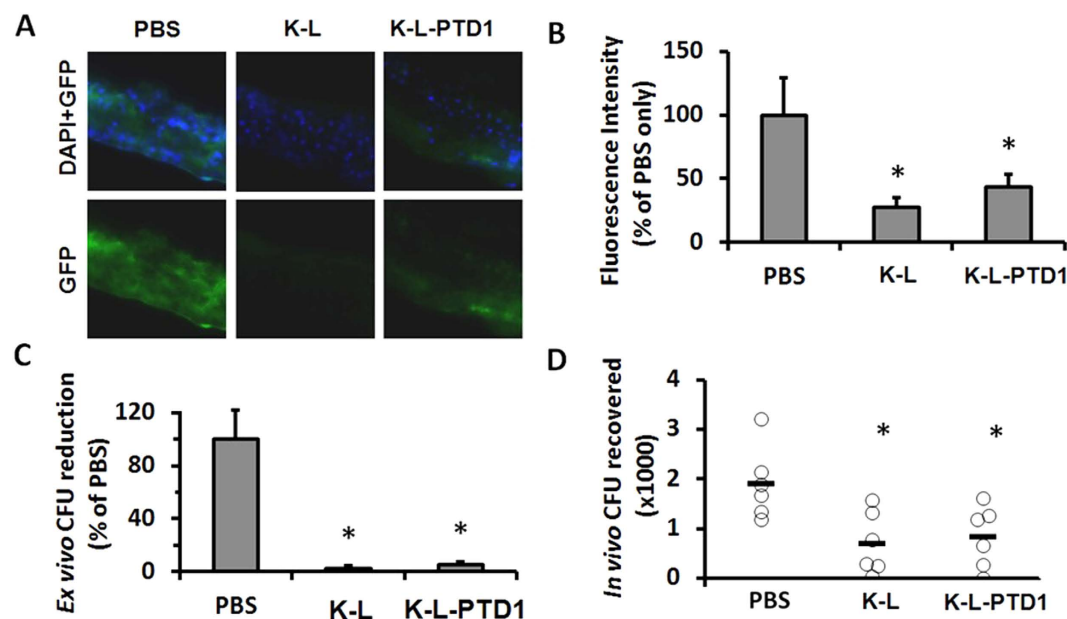 A
PBS K-L K-L-PTD1
DAPI+GFP
GFP
B
Fluorescence Intensity
(% of PBS only)
150
100
50
0
PBS K-L K-L-PTD1
* *
C
Ex vivo CFU reduction
(% of PBS)
120
80
40
0
PBS K-L K-L-PTD1
* *
D
In vivo CFU recovered
(x1000)
4
3
2
1
0
PBS K-L K-L-PTD1
* *